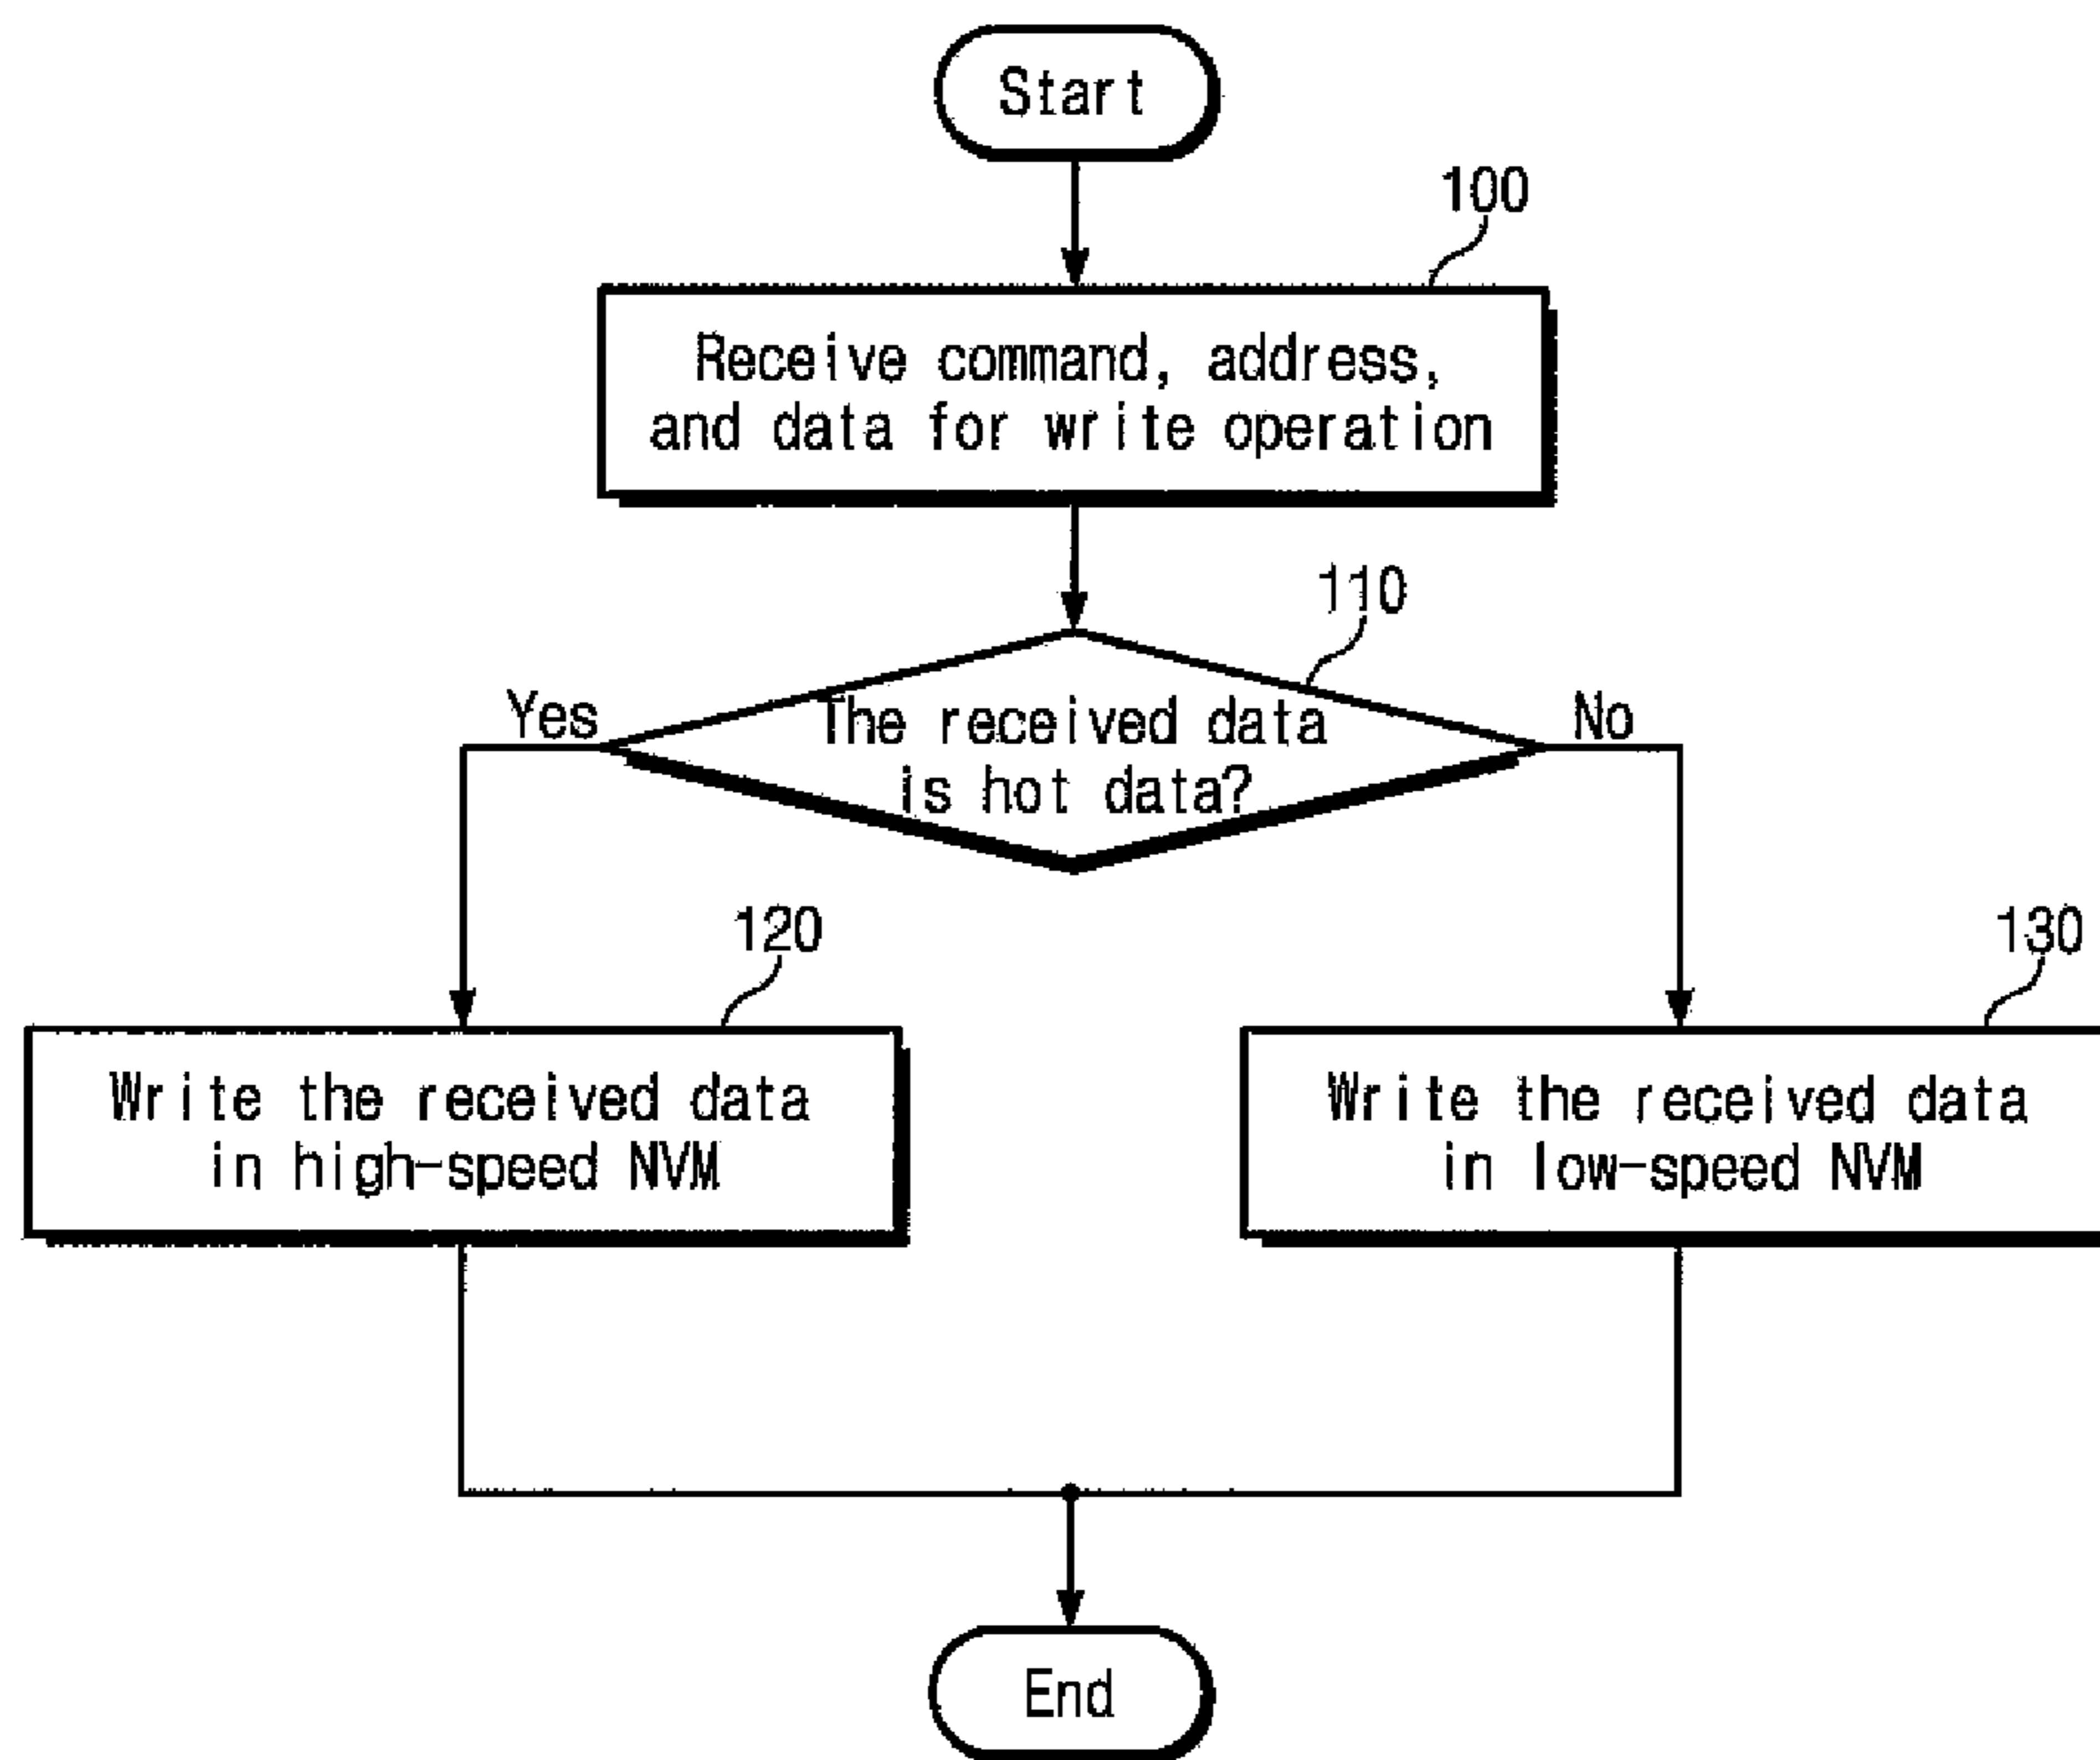 Start
100
Receive command, address,
and data for write operation
110
Yes
The received data
is hot data?
No
120
130
Write the received data
in high-speed NVM
Write the received data
in low-speed NVM
End